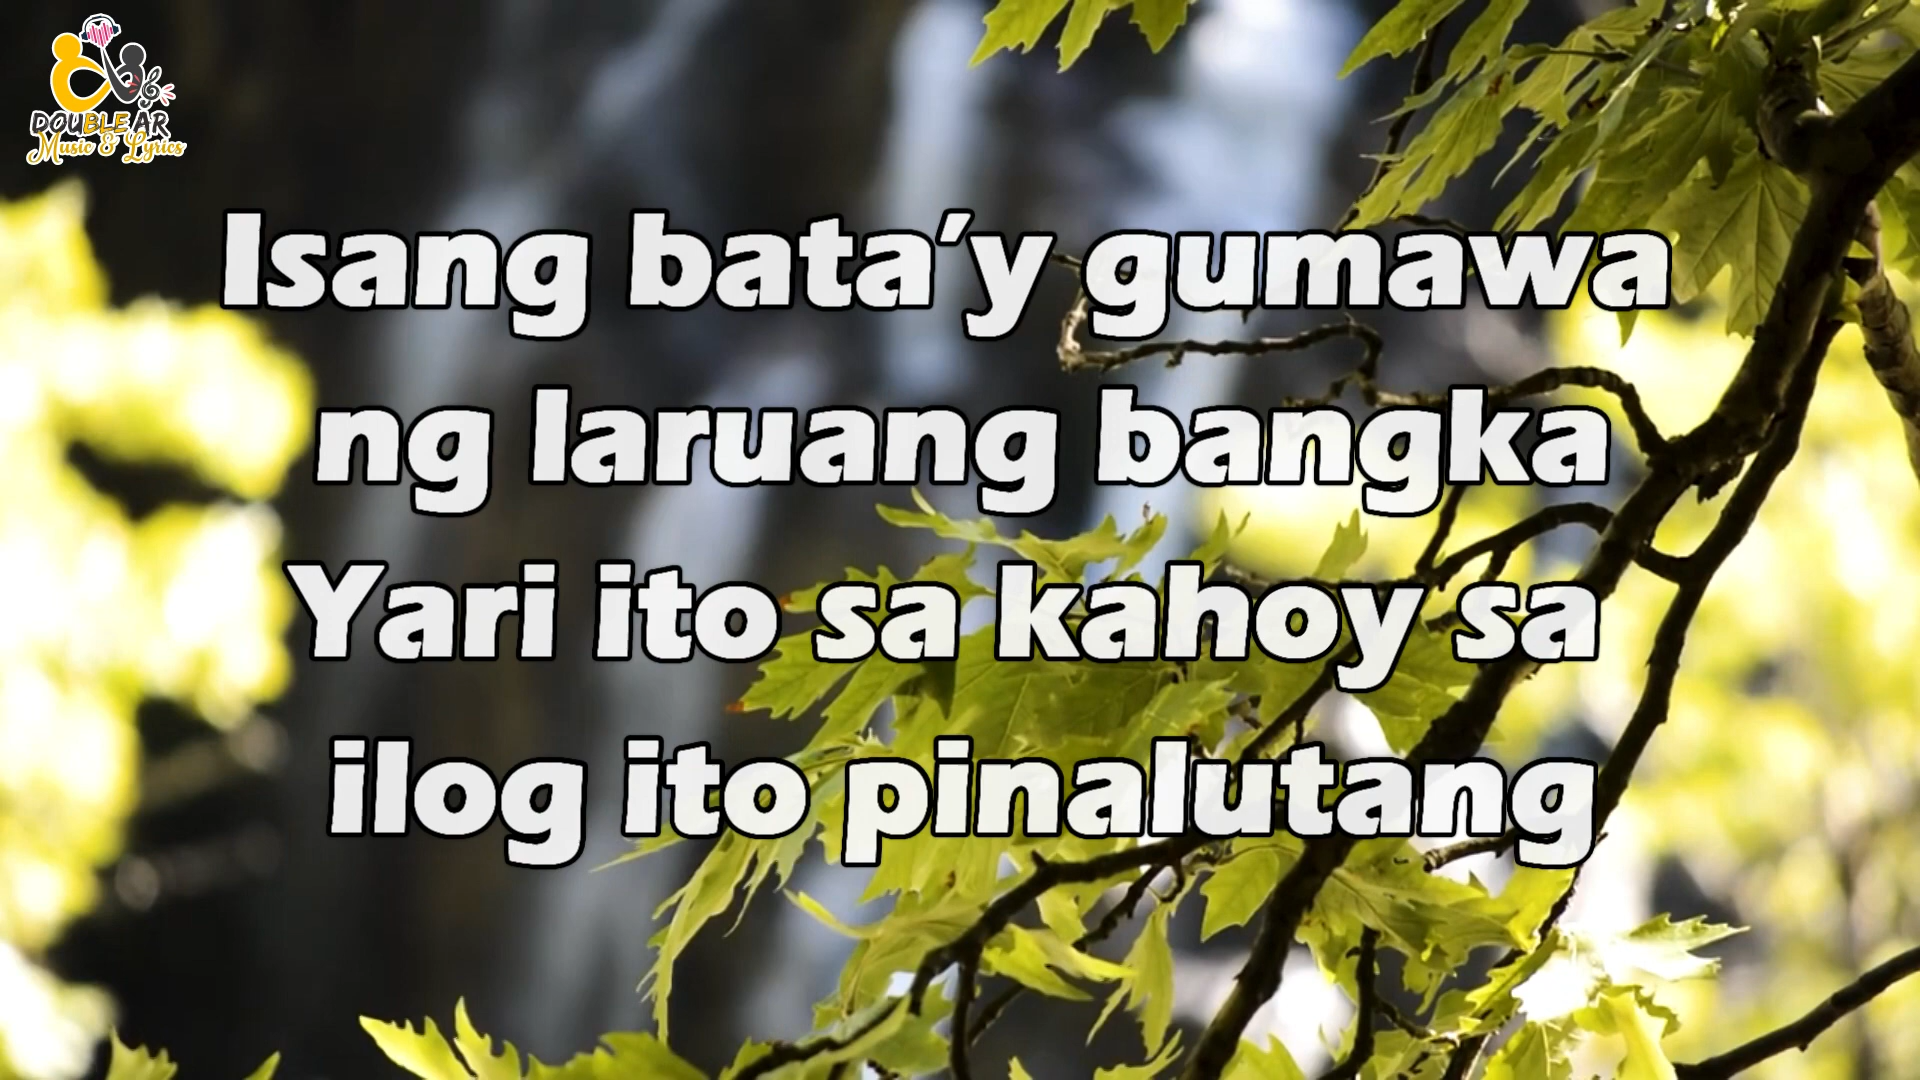 DOUBLE AR
Music & Lyrics
Isang bata’y gumawa
ng laruang bangka
Yari ito sa kahoy sa
ilog ito pinalutang